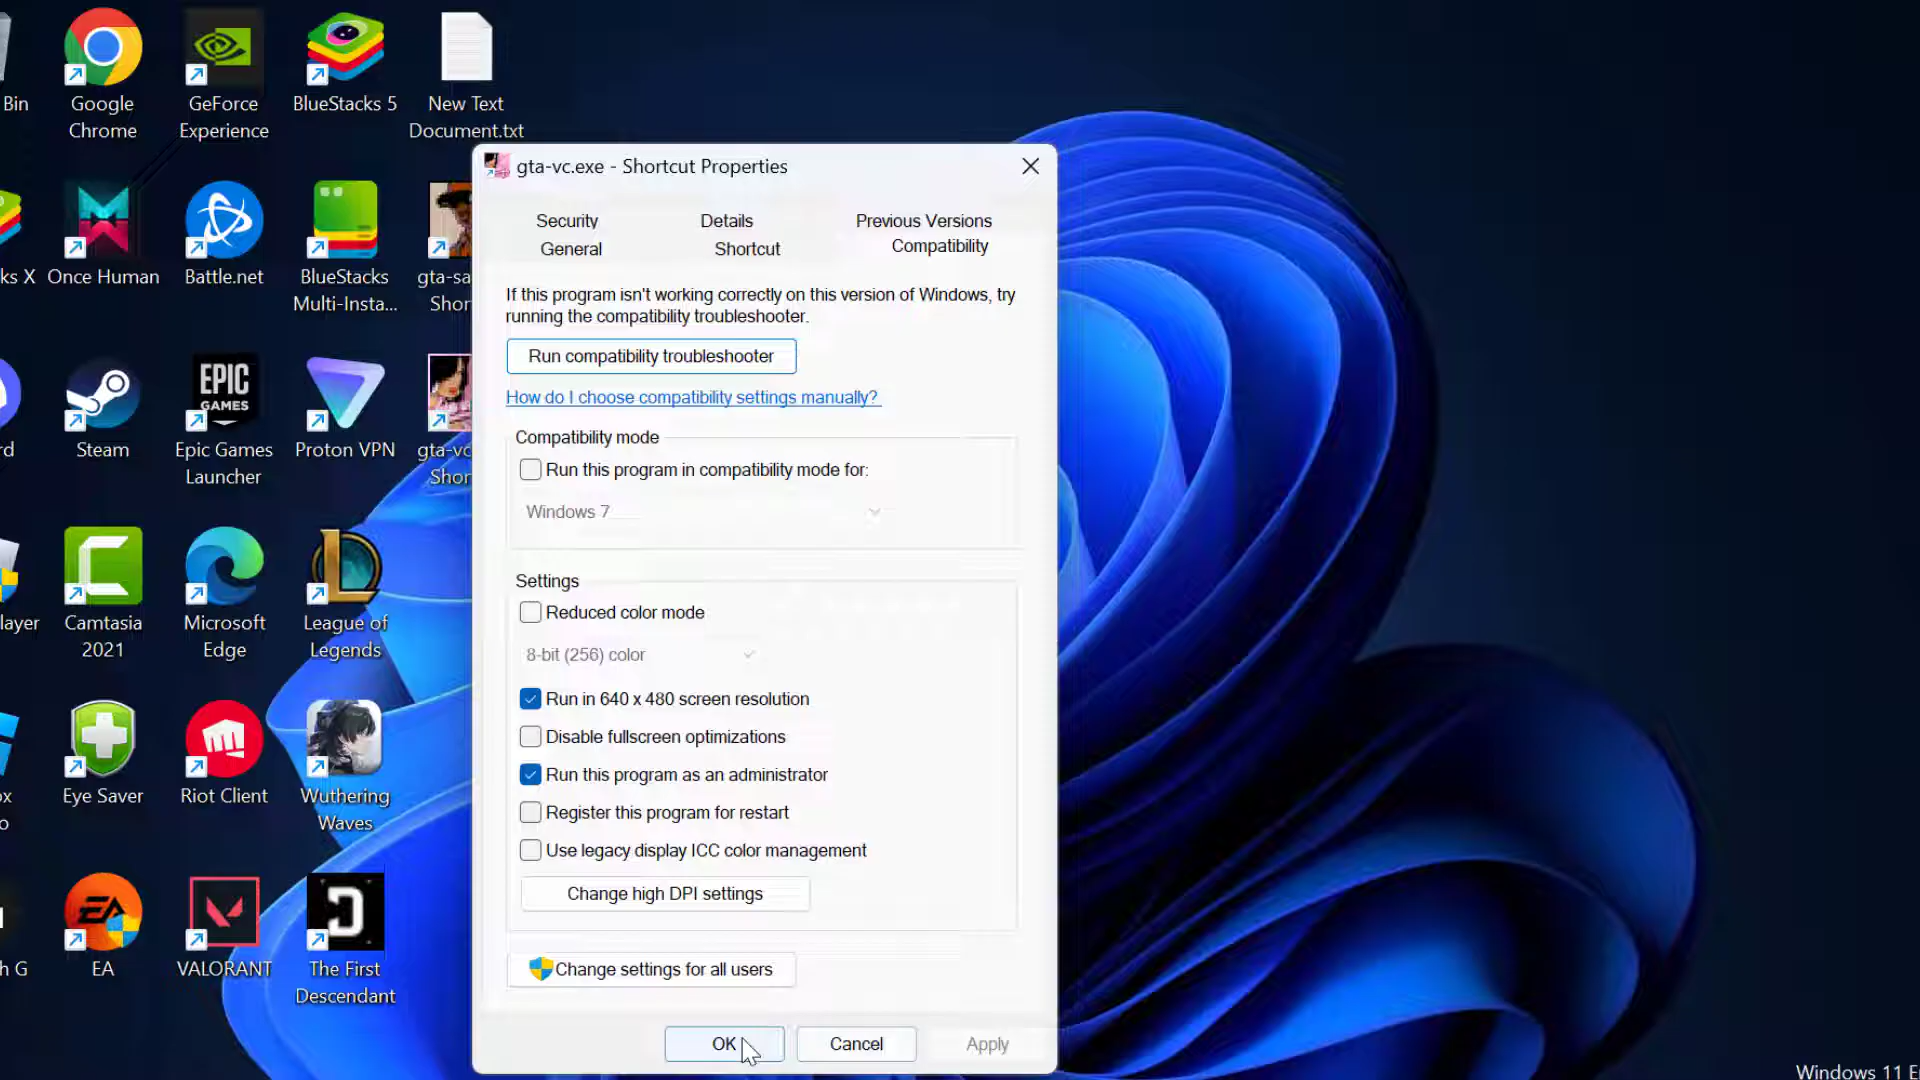 Bin
Google
Chrome
GeForce
Experience
BlueStacks 5
New Text
Document.txt
ks X
Once Human
Battle.net
BlueStacks
Multi-Insta...
gta-sa
Shor
rd
Steam
EPIC
GAMES
Epic Games
Launcher
Proton VPN
gta-vc
Shor
layer
Camtasia
2021
Microsoft
Edge
League of
Legends
ox
o
Eye Saver
Riot Client
Wuthering
Waves
h G
EA
EA
VALORANT
The First
Descendant
gta-vc.exe - Shortcut Properties
Security
Details
Previous Versions
General
Shortcut
Compatibility
If this program isn't working correctly on this version of Windows, try
running the compatibility troubleshooter.
Run compatibility troubleshooter
How do I choose compatibility settings manually?
Compatibility mode
Run this program in compatibility mode for:
Windows 7
Settings
Reduced color mode
8-bit (256) color
Run in 640 x 480 screen resolution
Disable fullscreen optimizations
Run this program as an administrator
Register this program for restart
Use legacy display ICC color management
Change high DPI settings
Change settings for all users
OK
Cancel
Apply
Windows 11 E